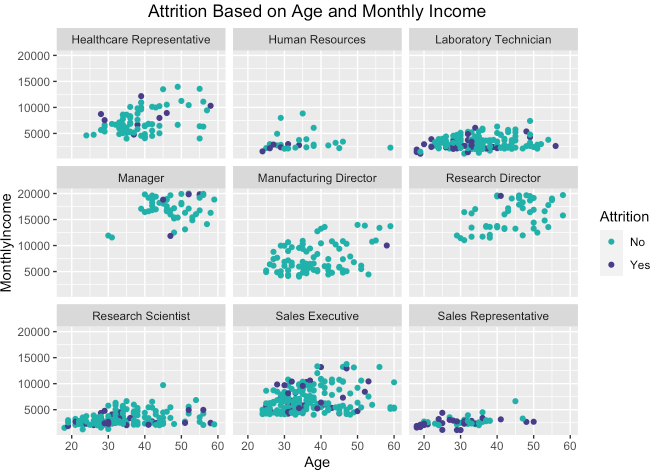 Attrition Based on Age and Monthly Income
Healthcare Representative Human Resources Laboratory Technician
20000
15000
10000
5000
Manager Manufacturing Director Research Director
20000
15000
10000
5000
Research Scientist Sales Executive Sales Representative
20000
15000
10000
5000
20 30 40 50 60 20 30 40 50 60 20 30 40 50 60
Age
MonthlyIncome
Attrition
No
Yes